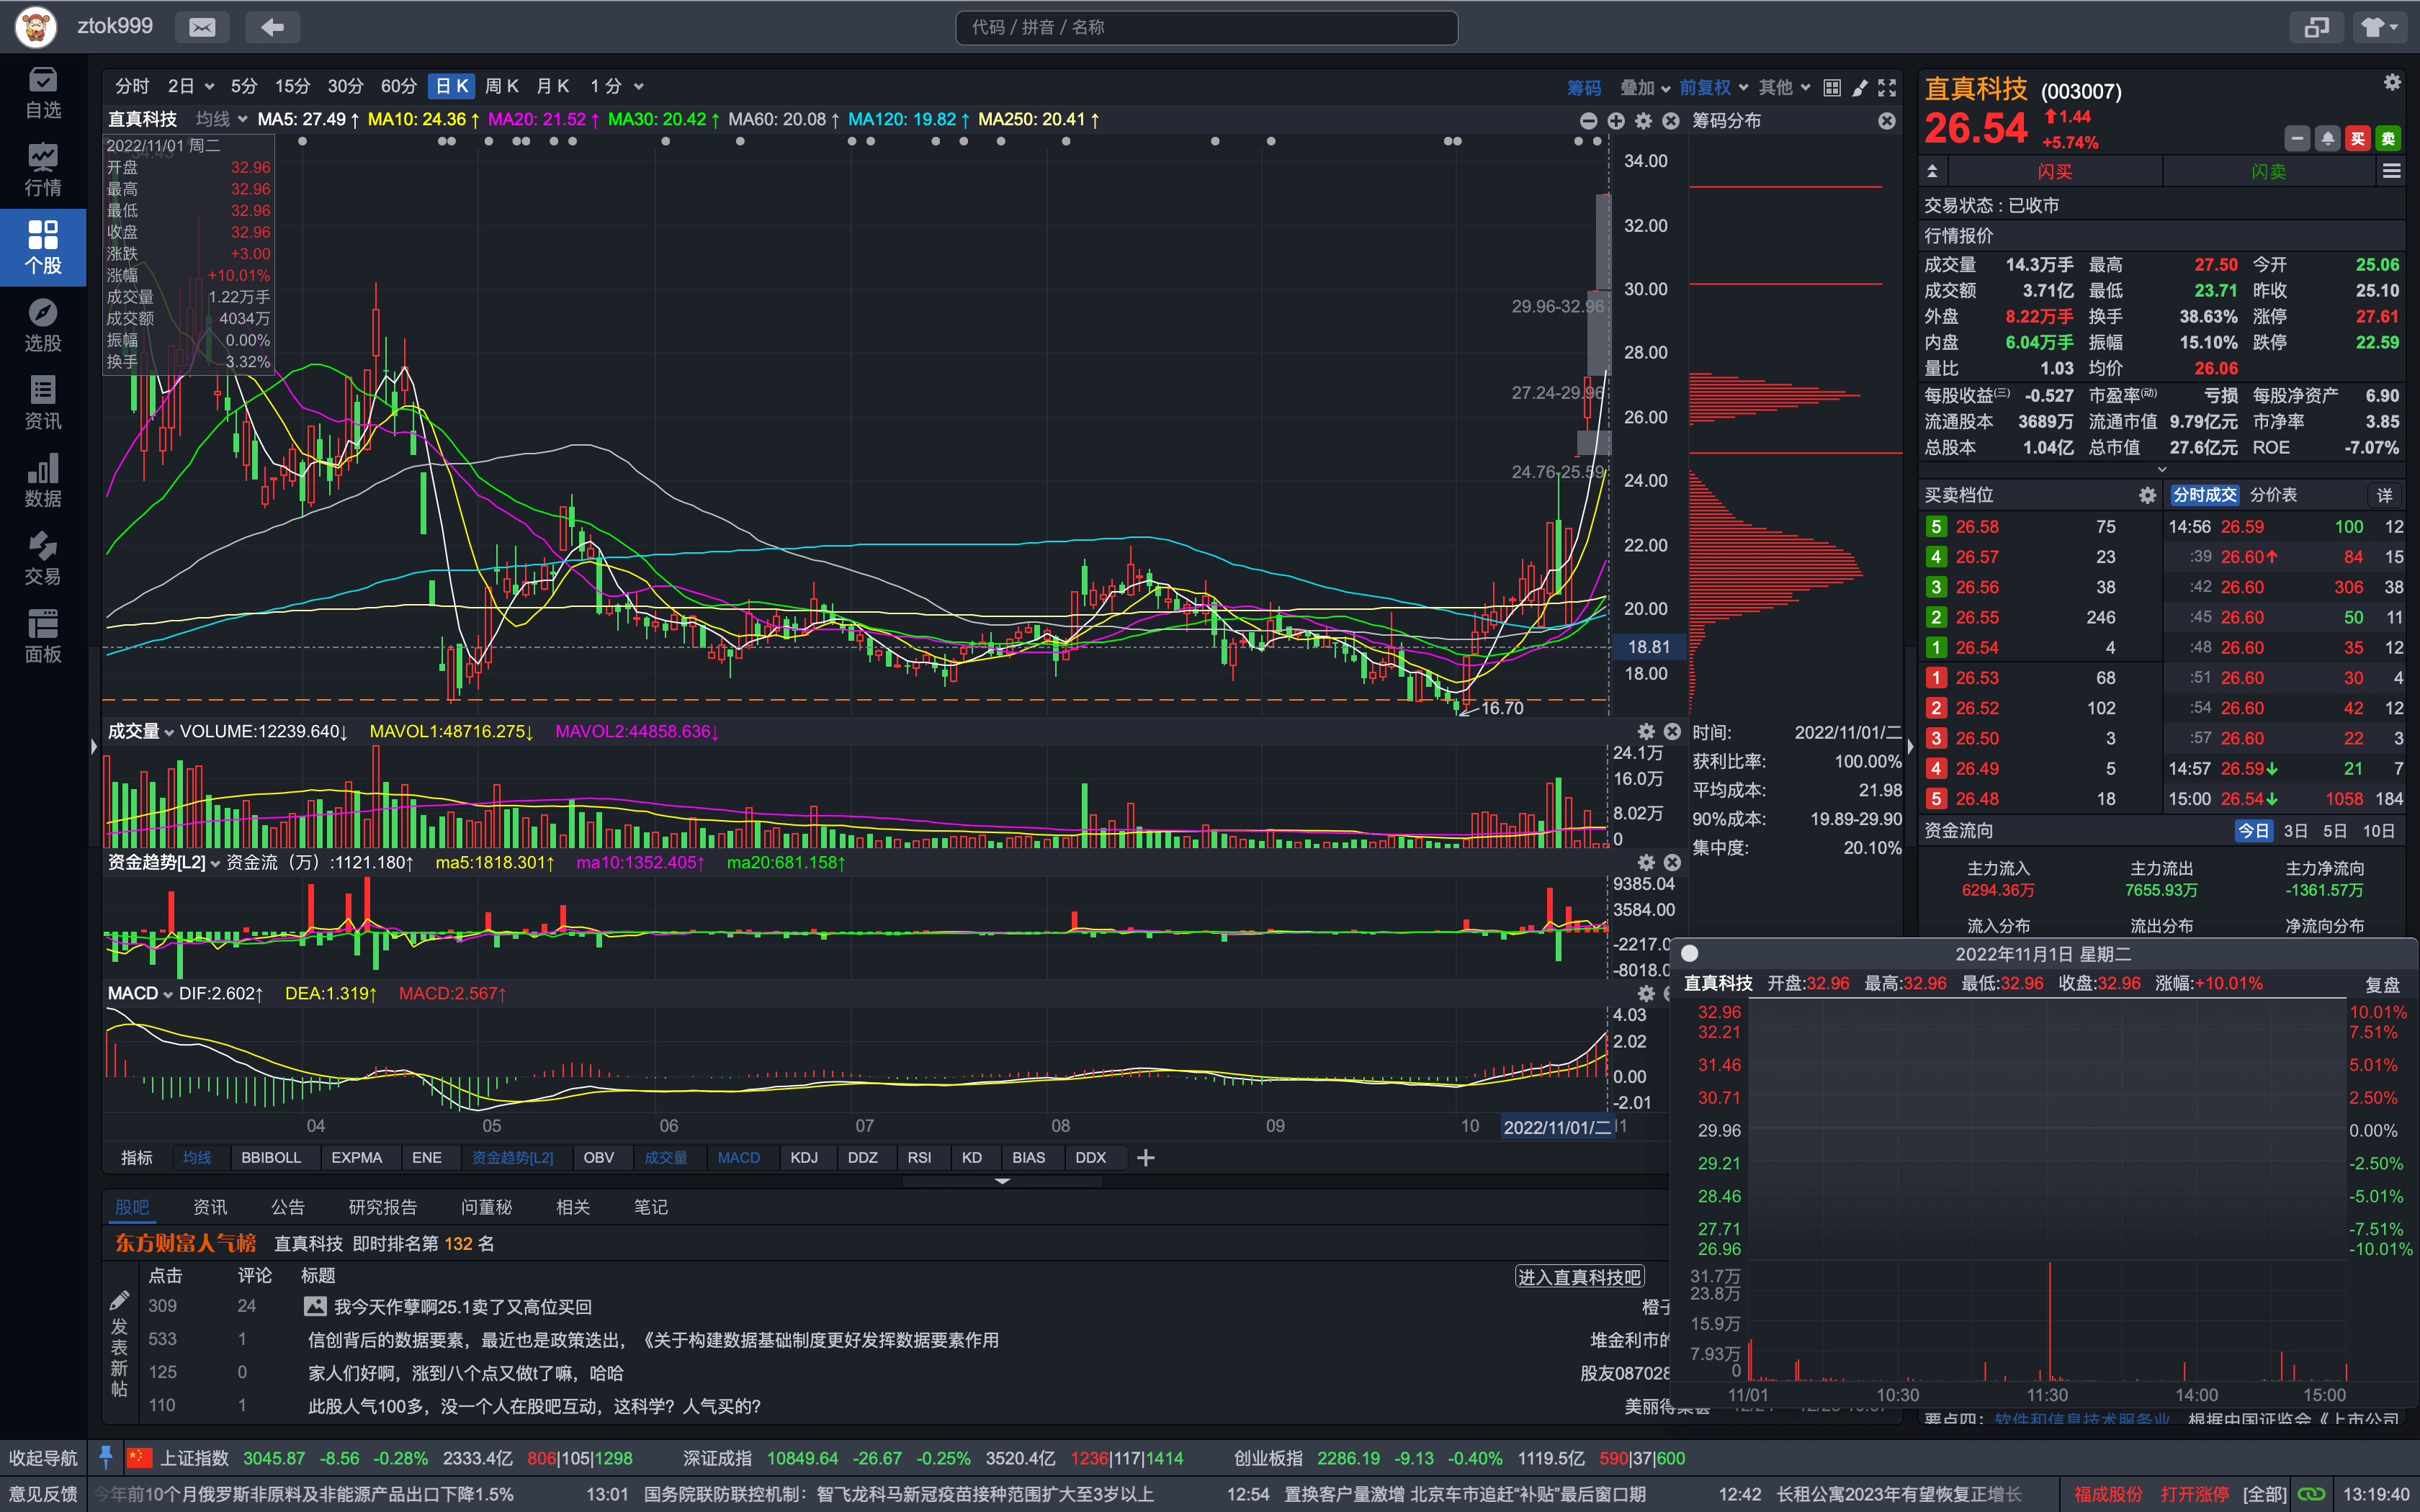 ztok999
代码 / 拼音 / 名称
自选
行情
个股
选股
资讯
数据
交易
面板
分时 2日 5分 15分 30分 60分 日K 周K 月K 1分 筹码 叠加 前复权 其他
直真科技 均线 MA5: 27.49↑ MA10: 24.36↑ MA20: 21.52↑ MA30: 20.42↑ MA60: 20.08↑ MA120: 19.82↑ MA250: 20.41↑
筹码分布
2022/11/01 周二
开盘 32.96
最高 32.96
最低 32.96
收盘 32.96
涨跌 +3.00
涨幅 +10.01%
成交量 1.22万手
成交额 4034万
振幅 0.00%
换手 3.32%
34.00
32.00
30.00
28.00
26.00
24.00
22.00
20.00
18.81
18.00
29.96-32.96
27.24-29.96
24.76-25.59
16.70
成交量 VOLUME:12239.640↓ MAVOL1:48716.275↓ MAVOL2:44858.636↓
24.1万
16.0万
8.02万
0
资金趋势[L2] 资金流（万）:1121.180↑ ma5:1818.301↑ ma10:1352.405↑ ma20:681.158↑
9385.04
3584.00
-2217.0
-8018.0
MACD DIF:2.602↑ DEA:1.319↑ MACD:2.567↑
4.03
2.02
0.00
-2.01
04 05 06 07 08 09 10 2022/11/01/二 11
时间: 2022/11/01/二
获利比率: 100.00%
平均成本: 21.98
90%成本: 19.89-29.90
集中度: 20.10%
指标 均线 BBIBOLL EXPMA ENE 资金趋势[L2] OBV 成交量 MACD KDJ DDZ RSI KD BIAS DDX
股吧 资讯 公告 研究报告 问董秘 相关 笔记
东方财富人气榜 直真科技 即时排名第 132 名
点击 评论 标题
进入直真科技吧
发表新帖
309 24 我今天作孽啊25.1卖了又高位买回 橙子
533 1 信创背后的数据要素，最近也是政策迭出，《关于构建数据基础制度更好发挥数据要素作用 堆金利市的
125 0 家人们好啊，涨到八个点又做t了嘛，哈哈 股友087028
110 1 此股人气100多，没一个人在股吧互动，这科学？人气买的？
直真科技 (003007)
26.54 1.44
+5.74%
买 卖
闪买 闪卖
交易状态 : 已收市
行情报价
成交量 14.3万手 最高 27.50 今开 25.06
成交额 3.71亿 最低 23.71 昨收 25.10
外盘 8.22万手 换手 38.63% 涨停 27.61
内盘 6.04万手 振幅 15.10% 跌停 22.59
量比 1.03 均价 26.06
每股收益(三) -0.527 市盈率(动) 亏损 每股净资产 6.90
流通股本 3689万 流通市值 9.79亿元 市净率 3.85
总股本 1.04亿 总市值 27.6亿元 ROE -7.07%
买卖档位 分时成交 分价表 详
5 26.58 75
4 26.57 23
3 26.56 38
2 26.55 246
1 26.54 4
1 26.53 68
2 26.52 102
3 26.50 3
4 26.49 5
5 26.48 18
14:56 26.59 100 12
:39 26.60↑ 84 15
:42 26.60 306 38
:45 26.60 50 11
:48 26.60 35 12
:51 26.60 30 4
:54 26.60 42 12
:57 26.60 22 3
14:57 26.59↓ 21 7
15:00 26.54↓ 1058 184
资金流向 今日 3日 5日 10日
主力流入 主力流出 主力净流向
6294.36万 7655.93万 -1361.57万
流入分布 流出分布 净流向分布
2022年11月1日 星期二
直真科技 开盘:32.96 最高:32.96 最低:32.96 收盘:32.96 涨幅:+10.01% 复盘
32.96 10.01%
32.21 7.51%
31.46 5.01%
30.71 2.50%
29.96 0.00%
29.21 -2.50%
28.46 -5.01%
27.71 -7.51%
26.96 -10.01%
31.7万
23.8万
15.9万
7.93万
0
11/01 10:30 11:30 14:00 15:00
要点四: 软件和信息技术服务业 根据中国证监会《上市公司
收起导航 上证指数 3045.87 -8.56 -0.28% 2333.4亿 806|105|1298 深证成指 10849.64 -26.67 -0.25% 3520.4亿 1236|117|1414 创业板指 2286.19 -9.13 -0.40% 1119.5亿 590|37|600
意见反馈 今年前10个月俄罗斯非原料及非能源产品出口下降1.5% 13:01 国务院联防联控机制：智飞龙科马新冠疫苗接种范围扩大至3岁以上 12:54 置换客户量激增 北京车市追赶“补贴”最后窗口期 12:42 长租公寓2023年有望恢复正增长 福成股份 打开涨停 [全部] 13:19:40